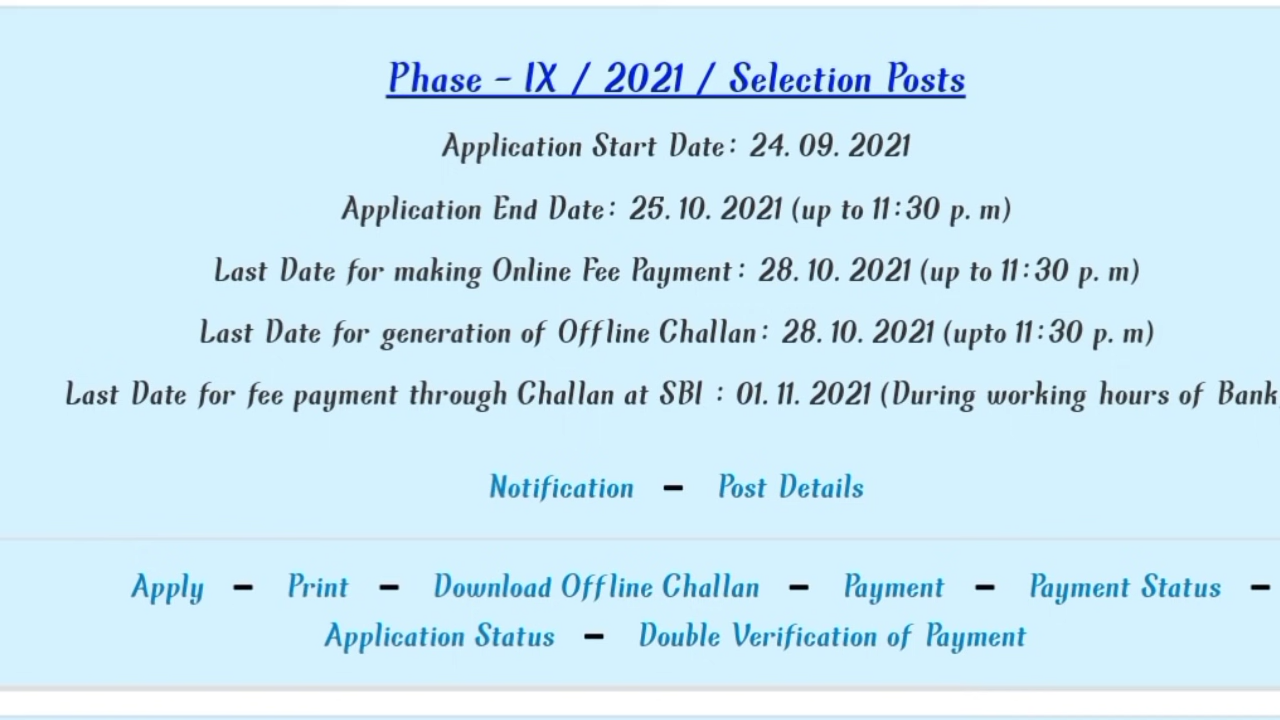 Phase - IX / 2021 / Selection Posts
Application Start Date: 24. 09. 2021
Application End Date: 25. 10. 2021 (up to 11:30 p. m)
Last Date for making Online Fee Payment: 28. 10. 2021 (up to 11:30 p. m)
Last Date for generation of Offline Challan: 28. 10. 2021 (upto 11:30 p. m)
Last Date for fee payment through Challan at SBI : 01. 11. 2021 (During working hours of Bank
Notification – Post Details
Apply – Print – Download Offline Challan – Payment – Payment Status –
Application Status – Double Verification of Payment